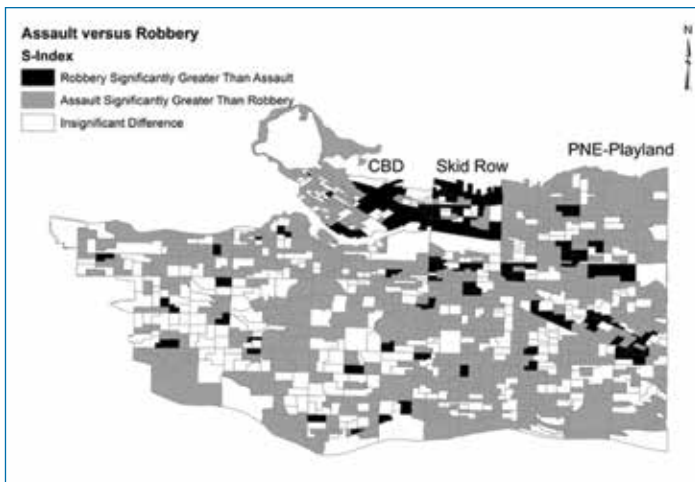 Assault versus Robbery
S-Index
Robbery Significantly Greater Than Assault
Assault Significantly Greater Than Robbery
Insignificant Difference
N
CBD
Skid Row
PNE-Playland